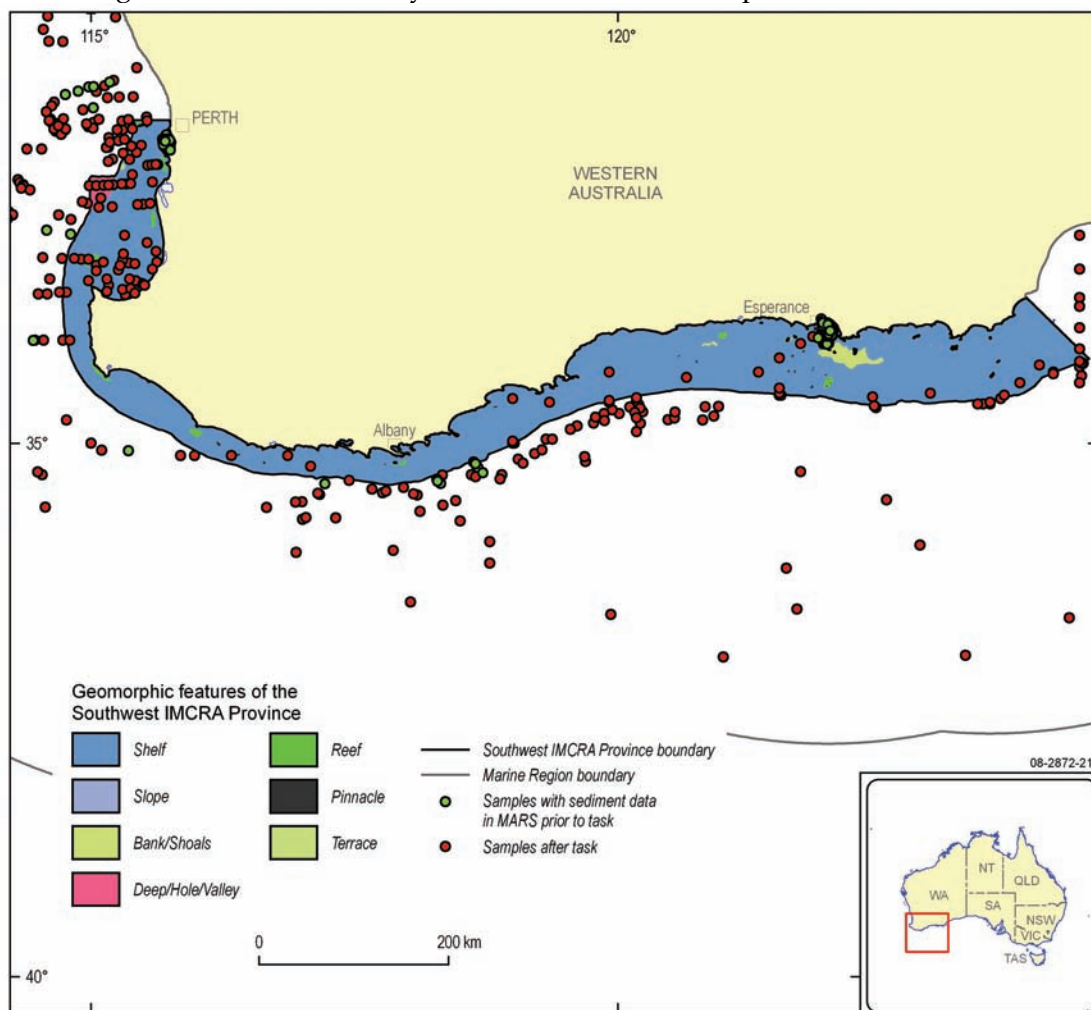 115°
120°
PERTH
WESTERN
AUSTRALIA
Esperance
Albany
35°
Geomorphic features of the
Southwest IMCRA Province
Shelf
Slope
Bank/Shoals
Deep/Hole/Valley
Reef
Pinnacle
Terrace
Southwest IMCRA Province boundary
Marine Region boundary
Samples with sediment data
in MARS prior to task
Samples after task
0
200 km
40°
08-2872-21
NT
QLD
WA
SA
NSW
VIC
TAS